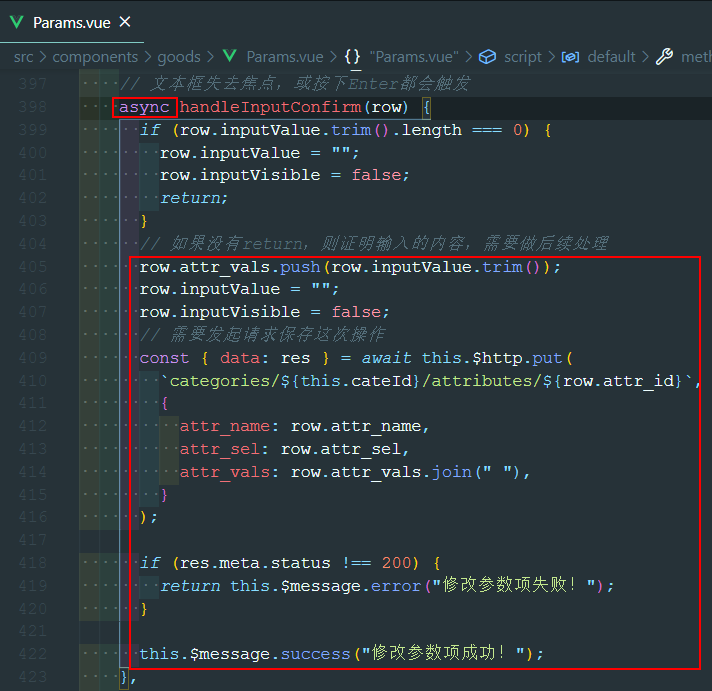 Params.vue ×
src > components > goods > Params.vue > {} "Params.vue" > script > default > meth
397 // 文本框失去焦点，或按下Enter都会触发
398 async handleInputConfirm(row) {
399 if (row.inputValue.trim().length === 0) {
400 row.inputValue = "";
401 row.inputVisible = false;
402 return;
403 }
404 // 如果没有return，则证明输入的内容，需要做后续处理
405 row.attr_vals.push(row.inputValue.trim());
406 row.inputValue = "";
407 row.inputVisible = false;
408 // 需要发起请求保存这次操作
409 const { data: res } = await this.$http.put(
410 `categories/${this.cateId}/attributes/${row.attr_id}`,
411 {
412 attr_name: row.attr_name,
413 attr_sel: row.attr_sel,
414 attr_vals: row.attr_vals.join(" "),
415 }
416 );
417
418 if (res.meta.status !== 200) {
419 return this.$message.error("修改参数项失败！");
420 }
421
422 this.$message.success("修改参数项成功！");
423 },